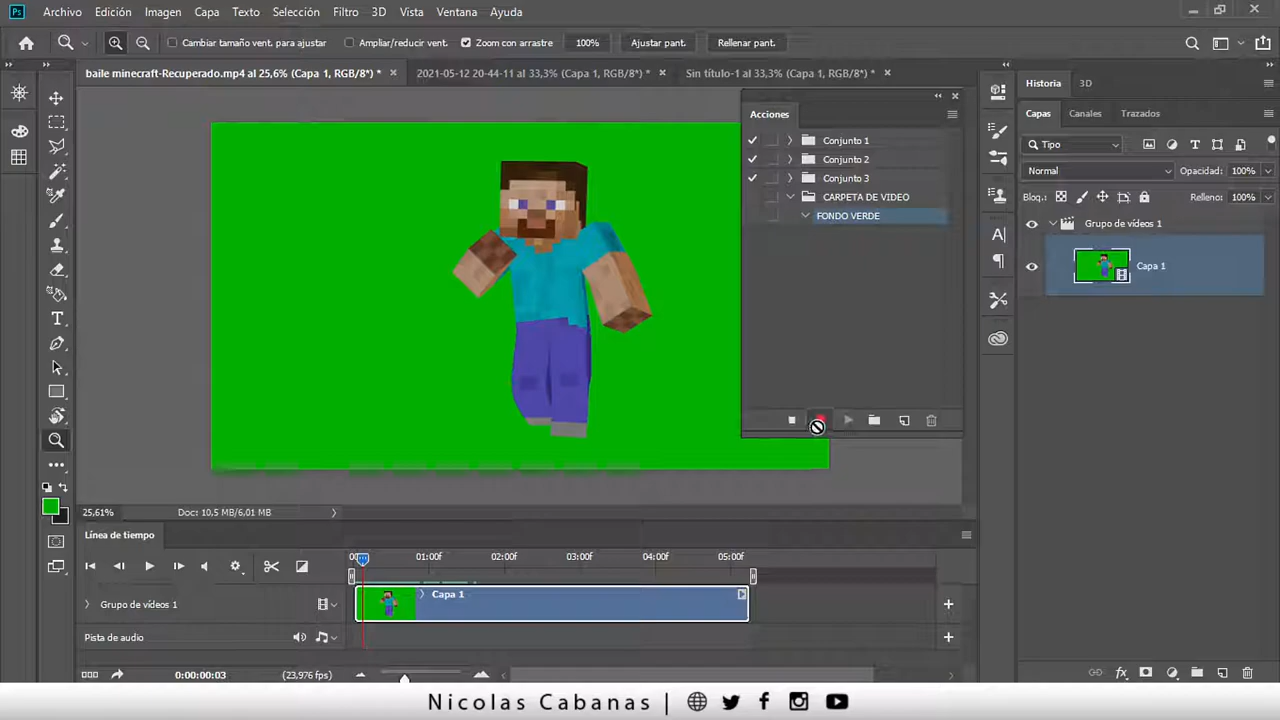 Ps Archivo Edición Imagen Capa Texto Selección Filtro 3D Vista Ventana Ayuda
Cambiar tamaño vent. para ajustar Ampliar/reducir vent. Zoom con arrastre 100% Ajustar pant. Rellenar pant.
baile minecraft-Recuperado.mp4 al 25,6% (Capa 1, RGB/8*) * 2021-05-12 20-44-11 al 33,3% (Capa 1, RGB/8*) * Sin título-1 al 33,3% (Capa 1, RGB/8*) *
Historia 3D
Acciones
Conjunto 1
Conjunto 2
Conjunto 3
CARPETA DE VIDEO
FONDO VERDE
Capas Canales Trazados
Tipo
Normal Opacidad: 100%
Bloq.: Relleno: 100%
Grupo de vídeos 1
Capa 1
25,61% Doc: 10,5 MB/6,01 MB
Línea de tiempo
00 01:00f 02:00f 03:00f 04:00f 05:00f
Grupo de vídeos 1 Capa 1
Pista de audio
0:00:00:03 (23,976 fps)
Nicolas Cabanas |